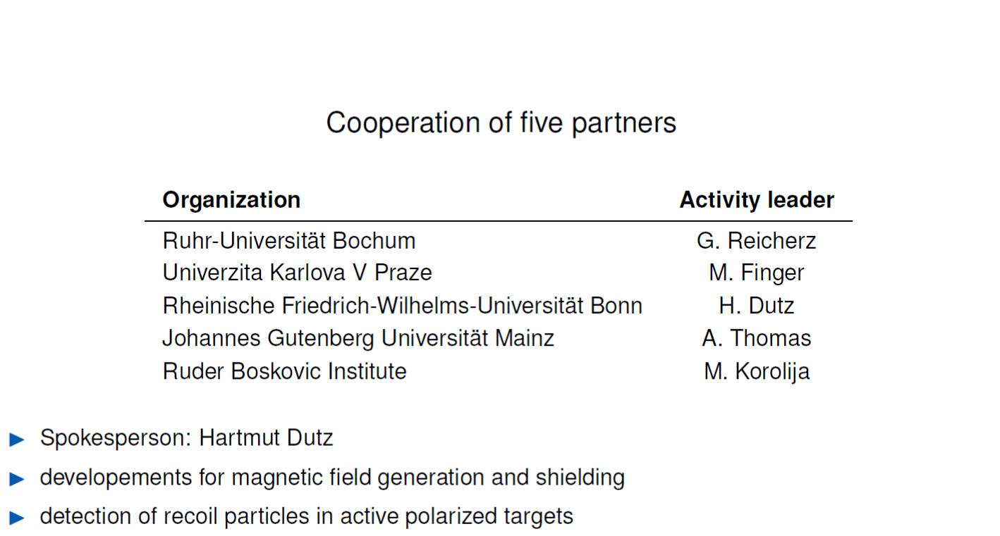 Cooperation of five partners
Organization Activity leader
Ruhr-Universität Bochum G. Reicherz
Univerzita Karlova V Praze M. Finger
Rheinische Friedrich-Wilhelms-Universität Bonn H. Dutz
Johannes Gutenberg Universität Mainz A. Thomas
Ruder Boskovic Institute M. Korolija
▶ Spokesperson: Hartmut Dutz
▶ developements for magnetic field generation and shielding
▶ detection of recoil particles in active polarized targets